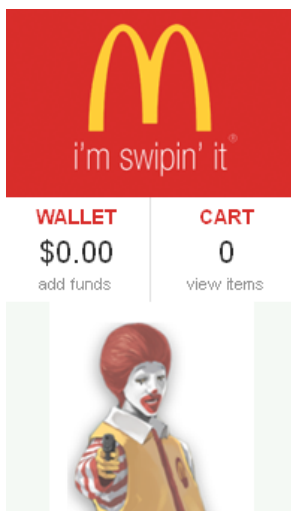 i'm swipin' it®
WALLET
CART
$0.00
0
add funds
view items